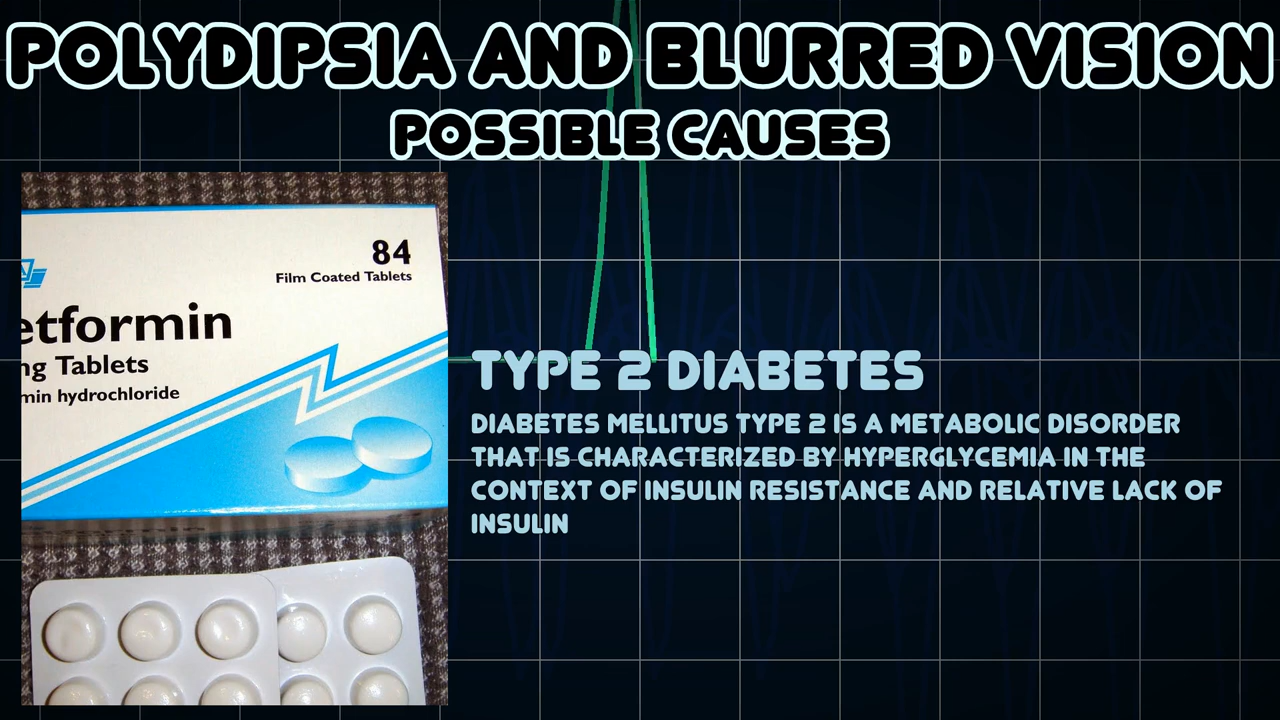 POLYDIPSIA AND BLURRED VISION
POSSIBLE CAUSES
84
Film Coated Tablets
etformin
ng Tablets
min hydrochloride
TYPE 2 DIABETES
DIABETES MELLITUS TYPE 2 IS A METABOLIC DISORDER
THAT IS CHARACTERIZED BY HYPERGLYCEMIA IN THE
CONTEXT OF INSULIN RESISTANCE AND RELATIVE LACK OF
INSULIN